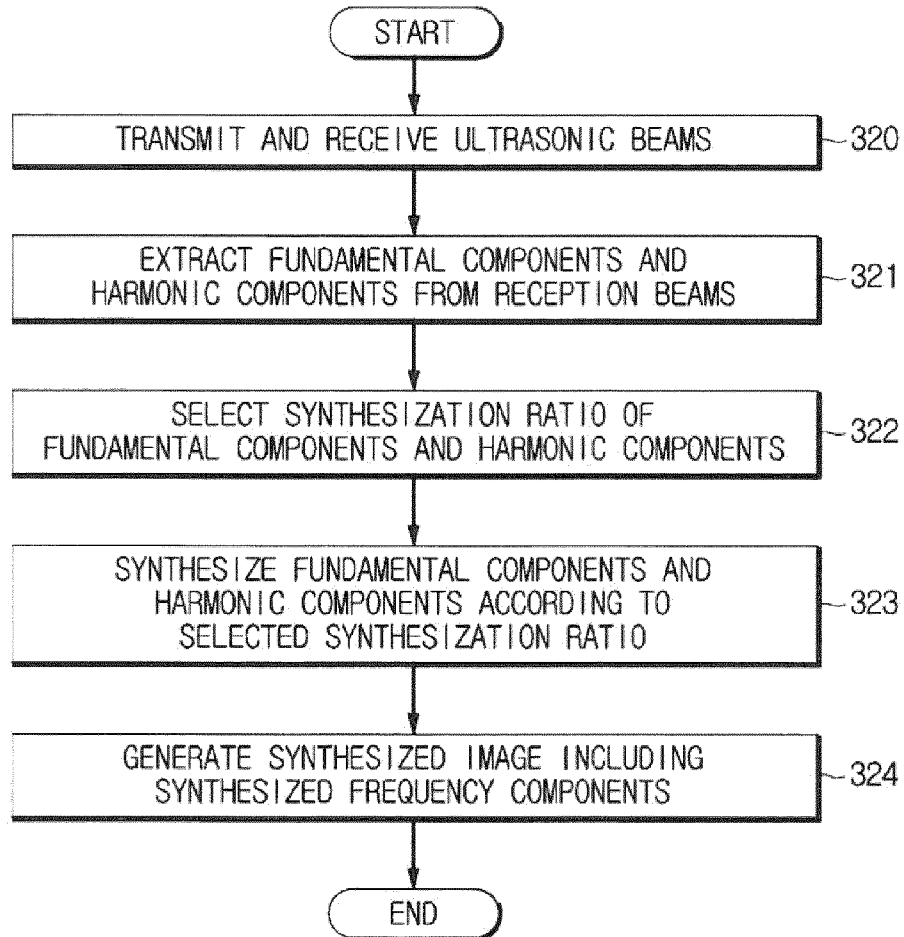 START
TRANSMIT AND RECEIVE ULTRASONIC BEAMS
320
EXTRACT FUNDAMENTAL COMPONENTS AND
HARMONIC COMPONENTS FROM RECEPTION BEAMS
321
SELECT SYNTHESIZATION RATIO OF
FUNDAMENTAL COMPONENTS AND HARMONIC COMPONENTS
322
SYNTHESIZE FUNDAMENTAL COMPONENTS AND
HARMONIC COMPONENTS ACCORDING TO
SELECTED SYNTHESIZATION RATIO
323
GENERATE SYNTHESIZED IMAGE INCLUDING
SYNTHESIZED FREQUENCY COMPONENTS
324
END